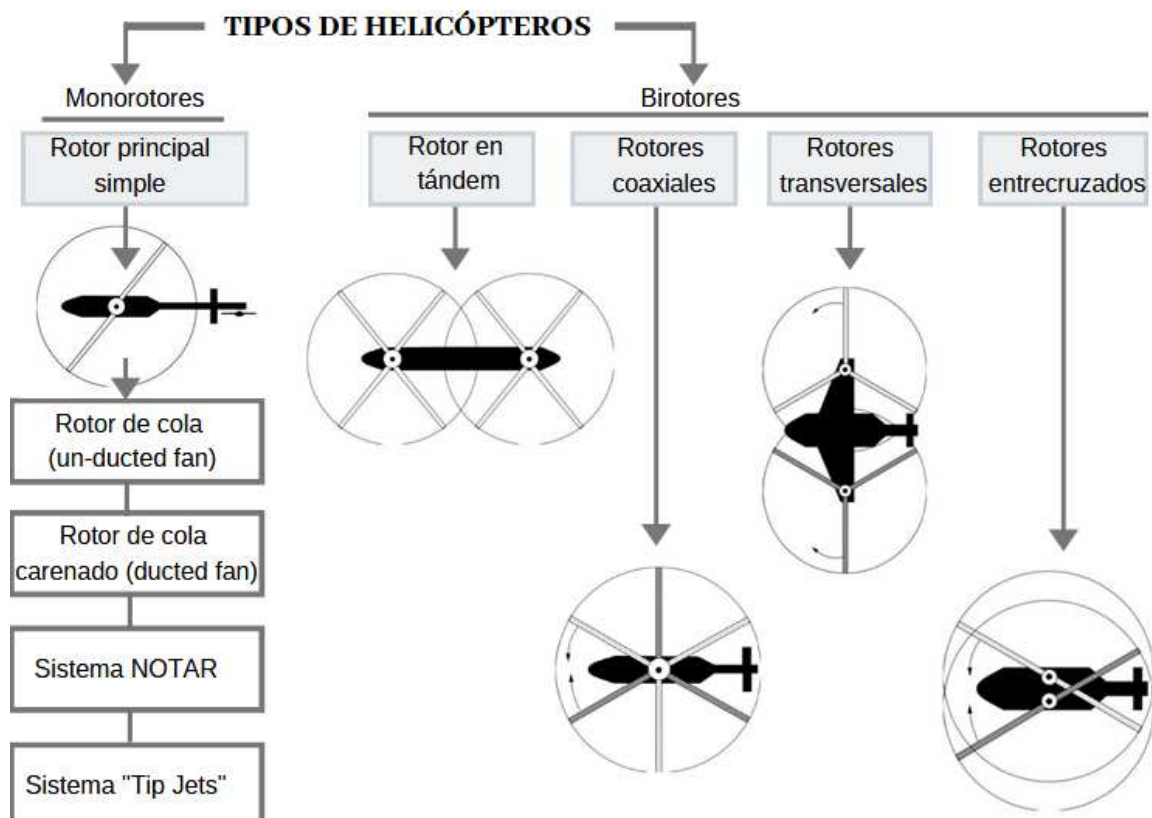 TIPOS DE HELICÓPTEROS
Monorotores
Birotores
Rotor principal
simple
Rotor en
tándem
Rotores
coaxiales
Rotores
transversales
Rotores
entrecruzados
Rotor de cola
(un-ducted fan)
Rotor de cola
carenado (ducted fan)
Sistema NOTAR
Sistema "Tip Jets"